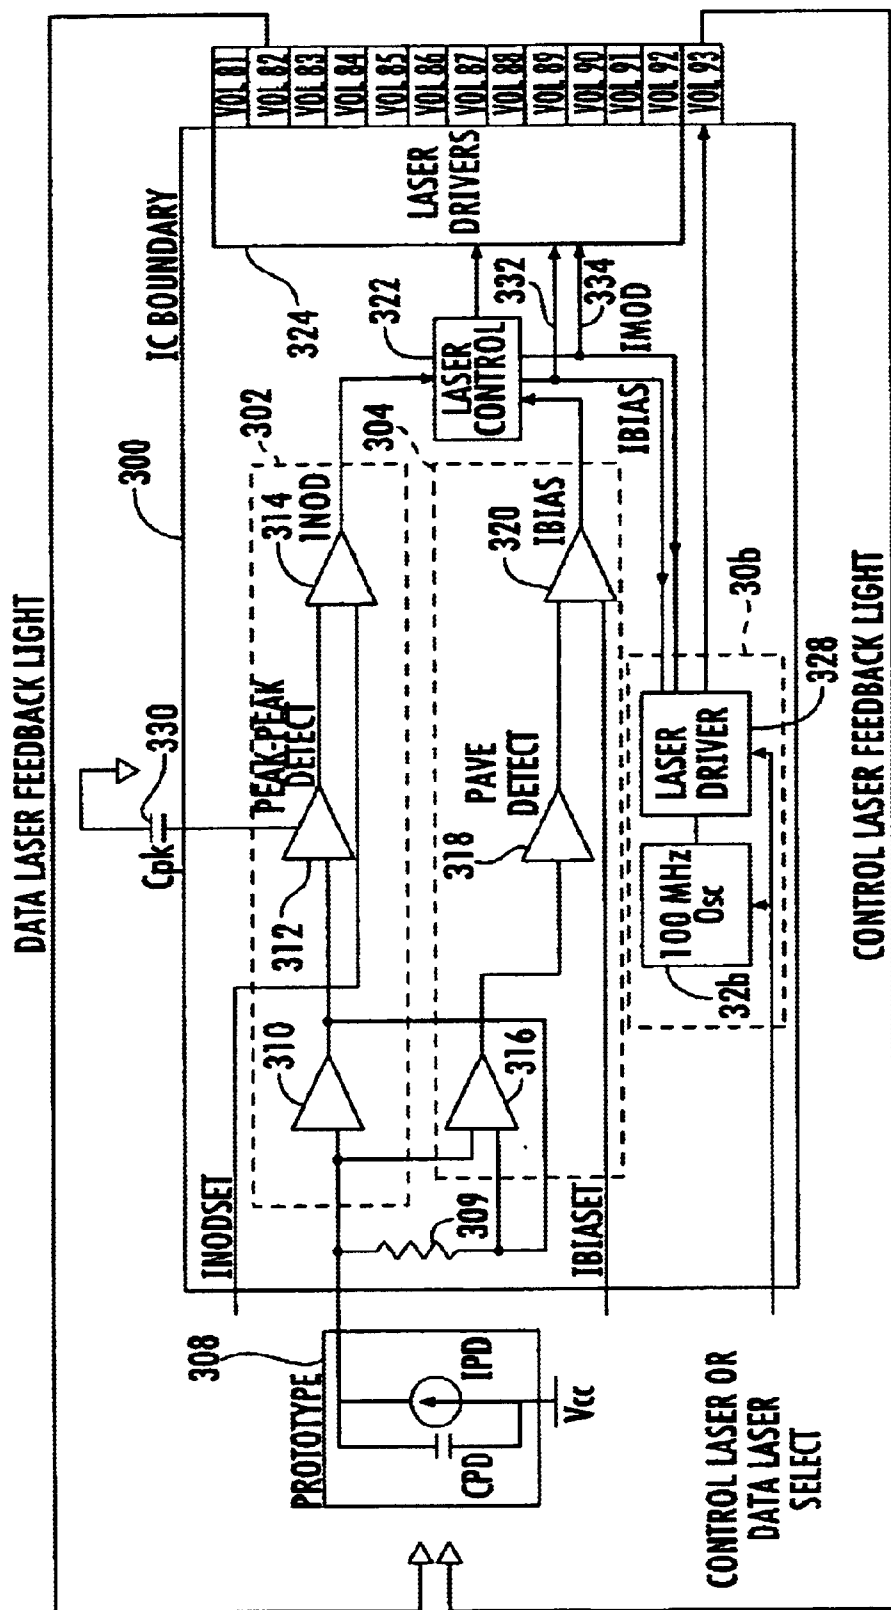 DATA LASER FEEDBACK LIGHT
300
IC BOUNDARY
Cpk
330
302
324
INODSET
310
312
PEAK-PEAK
DETECT
314
INOD
322
LASER
CONTROL
332
334
IMOD
IBIAS
LASER
DRIVERS
VOL 81
VOL 82
VOL 83
VOL 84
VOL 85
VOL 86
VOL 87
VOL 88
VOL 89
VOL 90
VOL 91
VOL 92
VOL 93
304
308
PROTOTYPE
CPD
IPD
Vcc
309
316
318
PAVE
DETECT
320
IBIAS
IBIASET
30b
100 MHz
Osc
32b
LASER
DRIVER
328
CONTROL LASER OR
DATA LASER
SELECT
CONTROL LASER FEEDBACK LIGHT